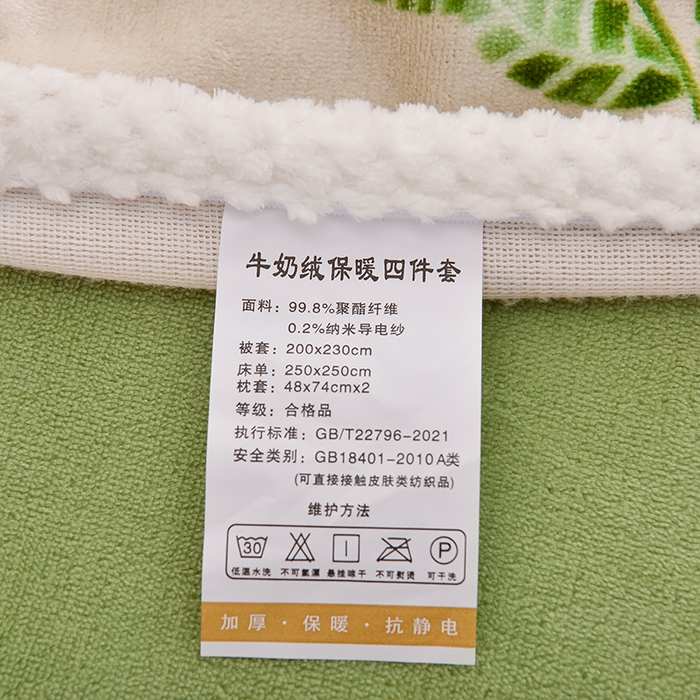 牛奶绒保暖四件套
面料：99.8%聚酯纤维
0.2%纳米导电纱
被套：200x230cm
床单：250x250cm
枕套：48x74cmx2
等级：合格品
执行标准：GB/T22796-2021
安全类别：GB18401-2010 A类
(可直接接触皮肤类纺织品)
维护方法
30 P
低温水洗 不可氯漂 悬挂晾干 不可熨烫 可干洗
加厚·保暖·抗静电